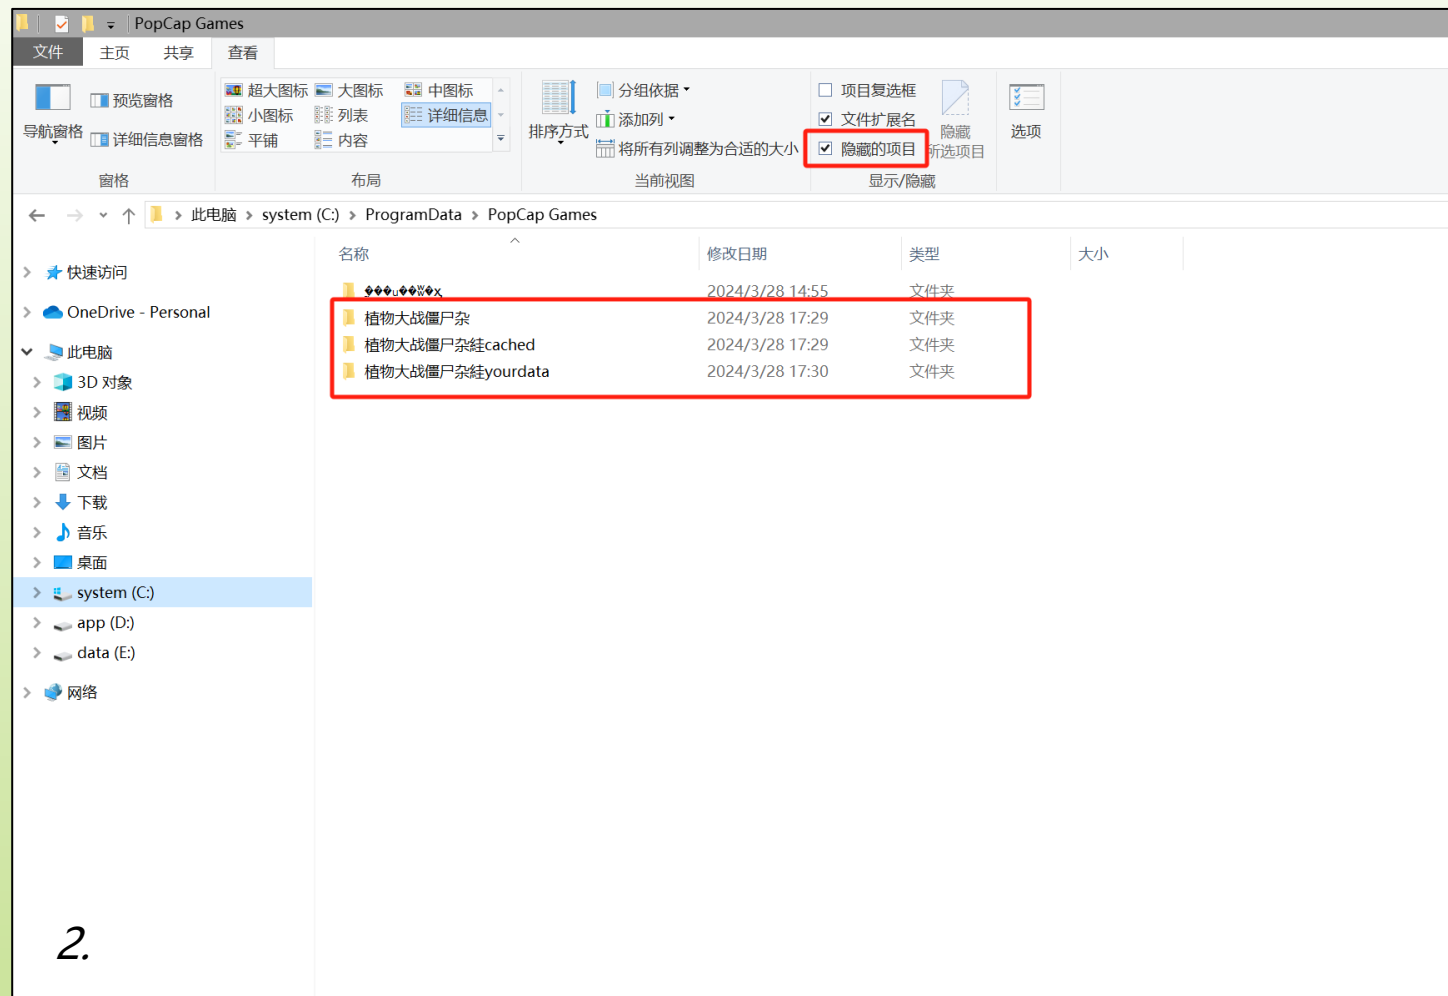 PopCap Games
文件 主页 共享 查看
导航窗格 预览窗格 详细信息窗格
窗格
超大图标 大图标 中图标
小图标 列表 详细信息
平铺 内容
布局
排序方式
分组依据
添加列
将所有列调整为合适的大小
当前视图
项目复选框
文件扩展名
隐藏的项目
隐藏
所选项目
显示/隐藏
选项
此电脑 > system (C:) > ProgramData > PopCap Games
名称 修改日期 类型 大小
2024/3/28 14:55 文件夹
植物大战僵尸杂 2024/3/28 17:29 文件夹
植物大战僵尸杂絓cached 2024/3/28 17:29 文件夹
植物大战僵尸杂絓yourdata 2024/3/28 17:30 文件夹
快速访问
OneDrive - Personal
此电脑
3D 对象
视频
图片
文档
下载
音乐
桌面
system (C:)
app (D:)
data (E:)
网络
2.